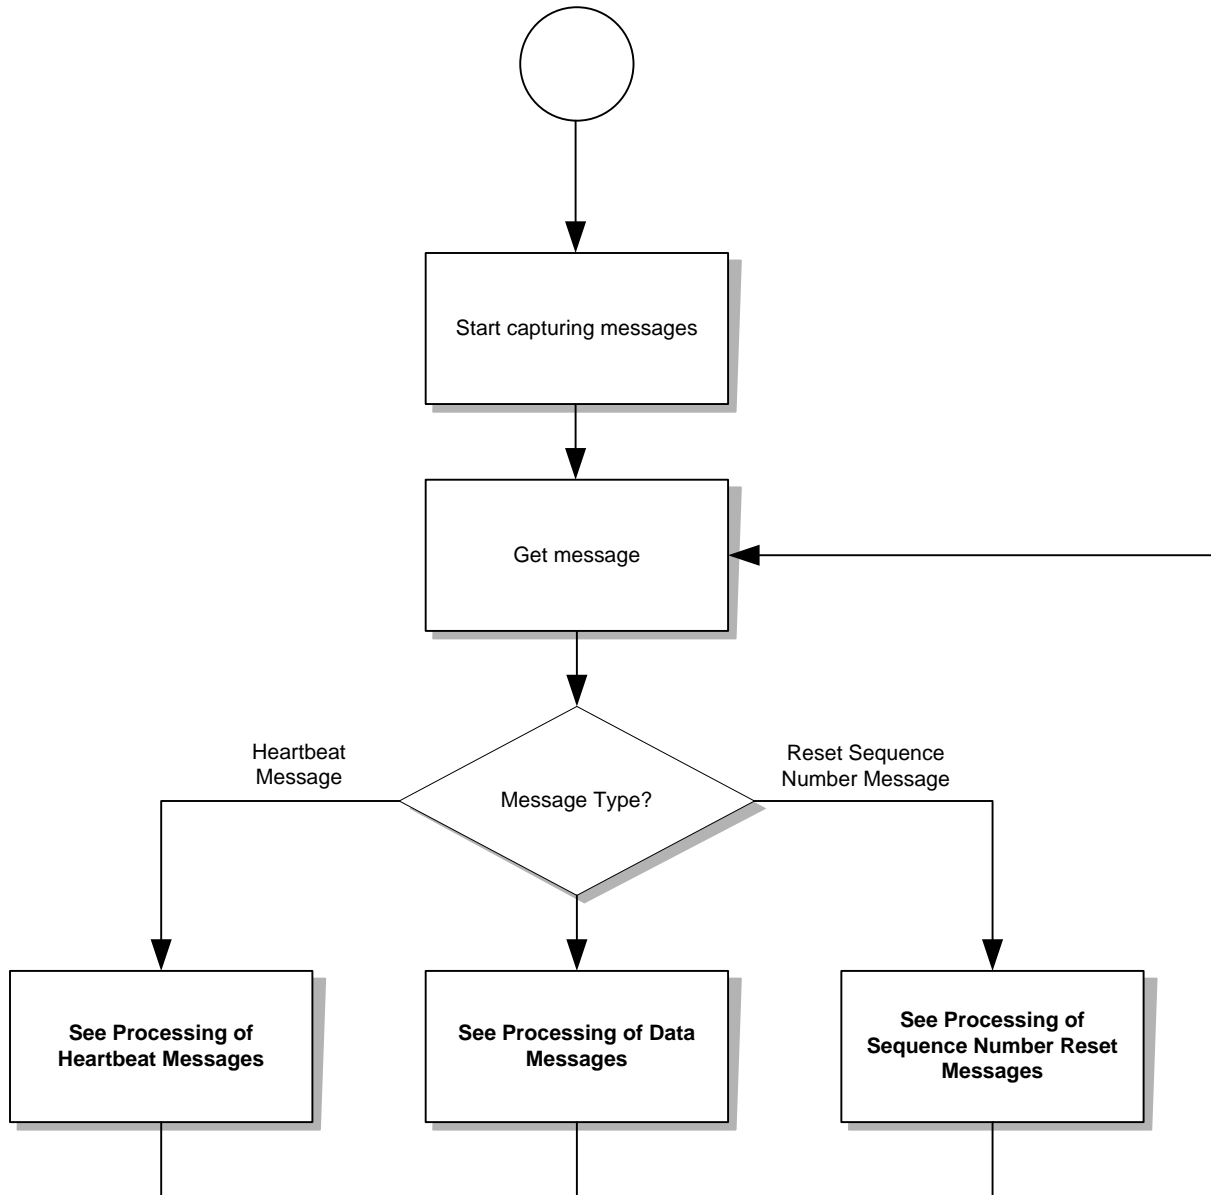 Start capturing messages
Get message
Heartbeat
Message
Reset Sequence
Number Message
Message Type?
See Processing of
Heartbeat Messages
See Processing of Data
Messages
See Processing of
Sequence Number Reset
Messages